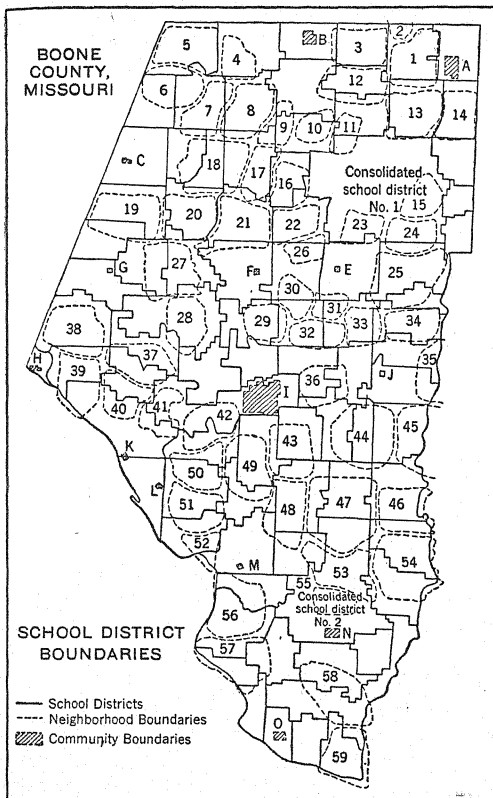 BOONE
COUNTY,
MISSOURI
5
4
B
3
2
1
A
6
7
8
12
13
14
9
10
11
C
18
17
16
Consolidated
school district
No. 1
15
19
20
21
22
23
24
G
27
F
26
E
25
30
38
28
29
32
31
33
34
H
39
37
35
40
41
42
I
36
J
K
43
44
45
L
50
49
51
48
47
46
52
M
53
54
55
Consolidated
school district
No. 2
N
56
57
SCHOOL DISTRICT
BOUNDARIES
58
School Districts
Neighborhood Boundaries
Community Boundaries
O
59